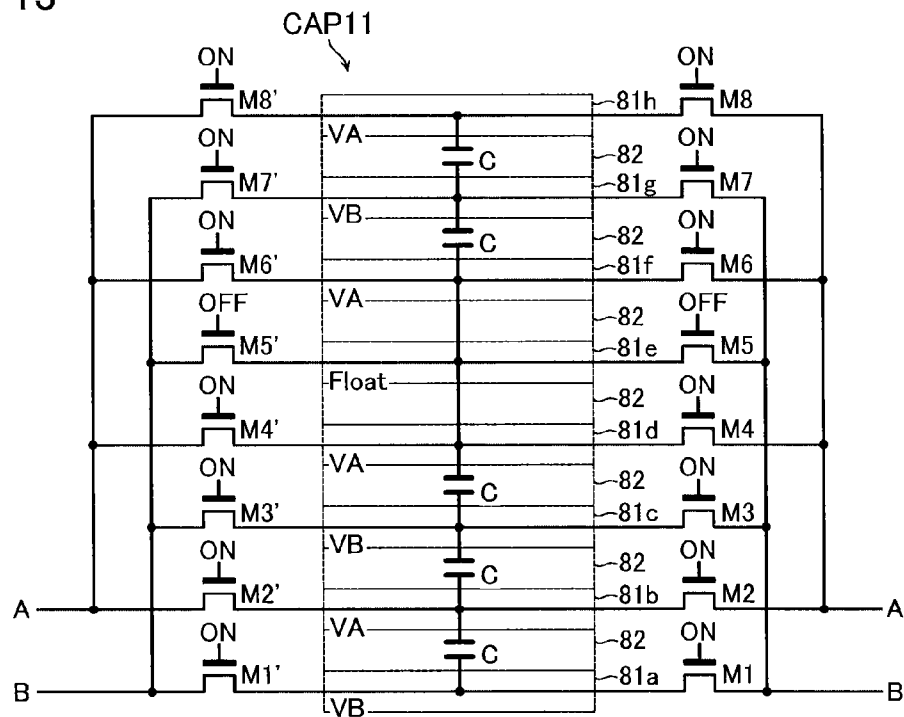 13
CAP11
ON ON
M8' 81h M8
VA
ON C 82 ON
M7' 81g M7
VB
ON C 82 ON
M6' 81f M6
VA
OFF 82 OFF
M5' 81e M5
Float
ON 82 ON
M4' 81d M4
VA
ON C 82 ON
M3' 81c M3
VB
ON C 82 ON
A M2' 81b M2 A
VA
ON C 82 ON
B M1' 81a M1 B
VB